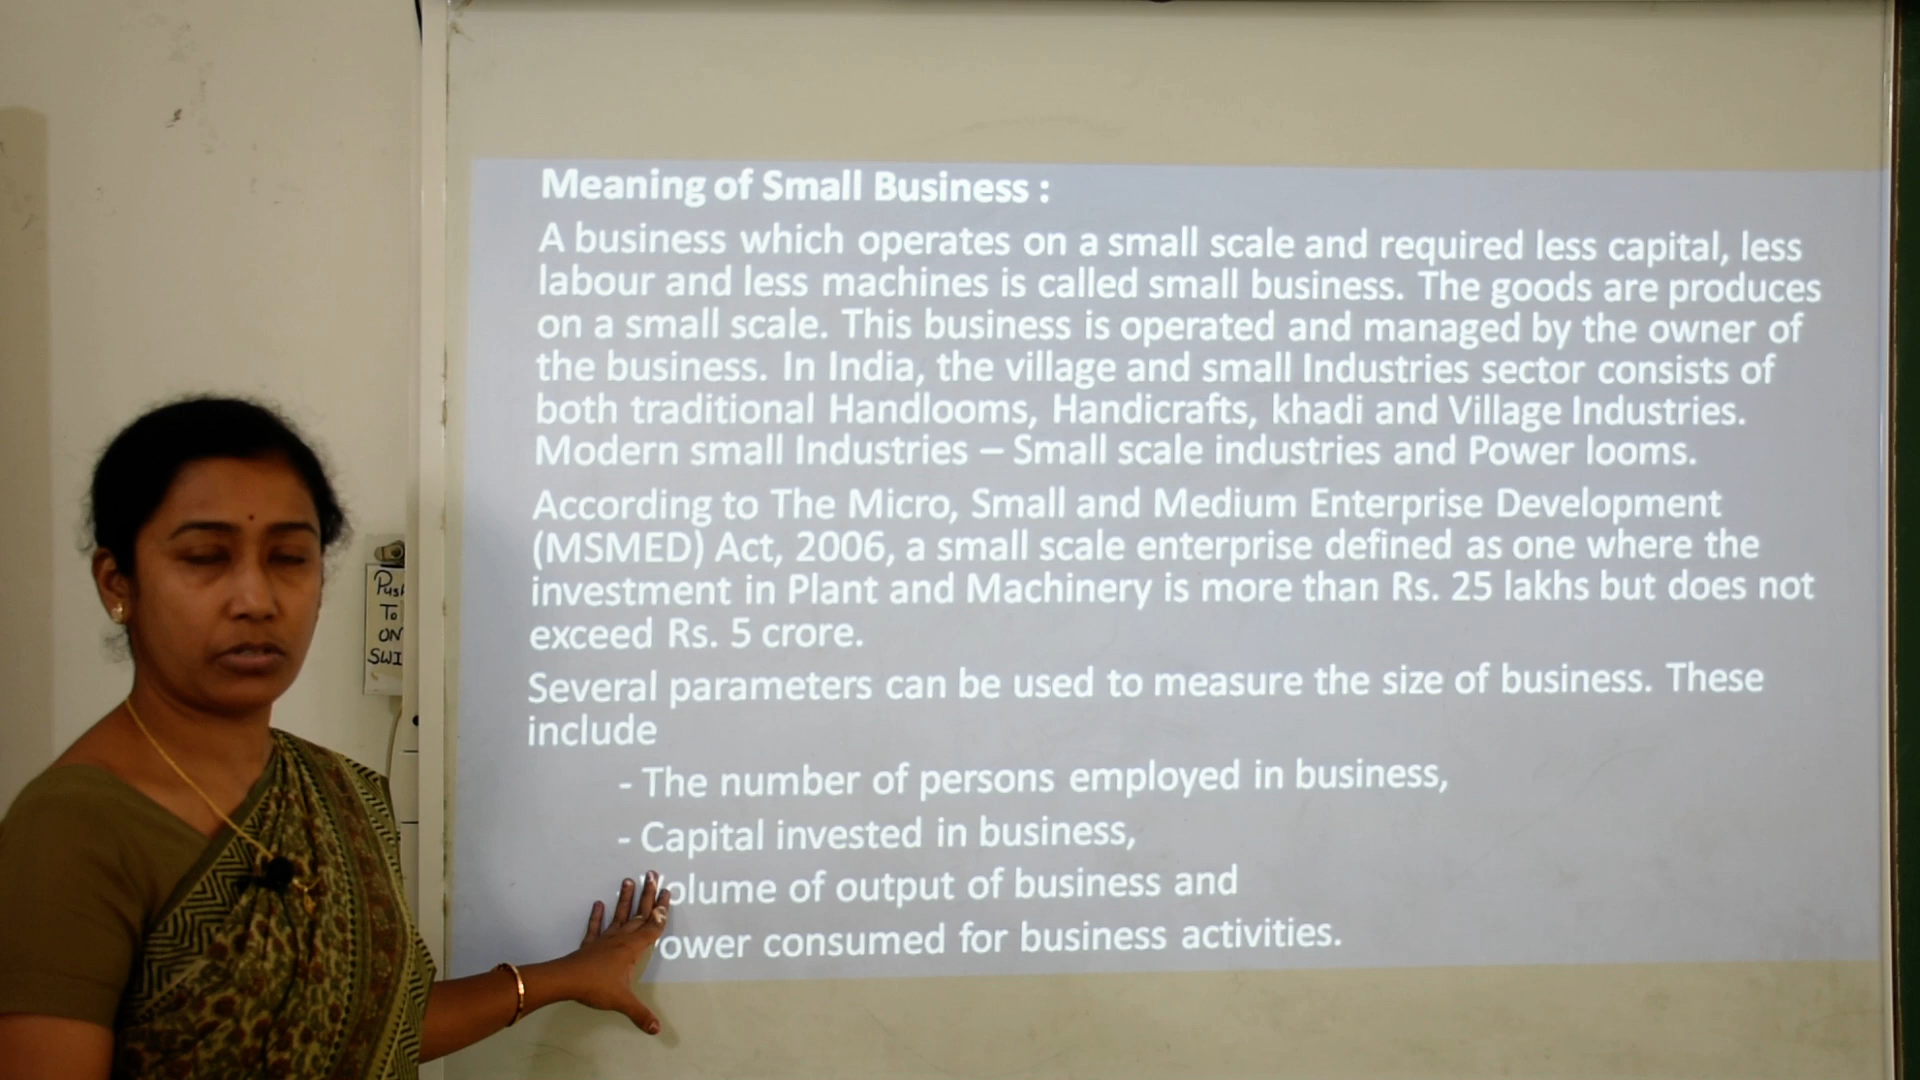 Meaning of Small Business :
A business which operates on a small scale and required less capital, less
labour and less machines is called small business. The goods are produces
on a small scale. This business is operated and managed by the owner of
the business. In India, the village and small Industries sector consists of
both traditional Handlooms, Handicrafts, khadi and Village Industries.
Modern small Industries – Small scale industries and Power looms.
According to The Micro, Small and Medium Enterprise Development
(MSMED) Act, 2006, a small scale enterprise defined as one where the
investment in Plant and Machinery is more than Rs. 25 lakhs but does not
exceed Rs. 5 crore.
Several parameters can be used to measure the size of business. These
include
- The number of persons employed in business,
- Capital invested in business,
Volume of output of business and
ower consumed for business activities.
Push
To
ON
SWI